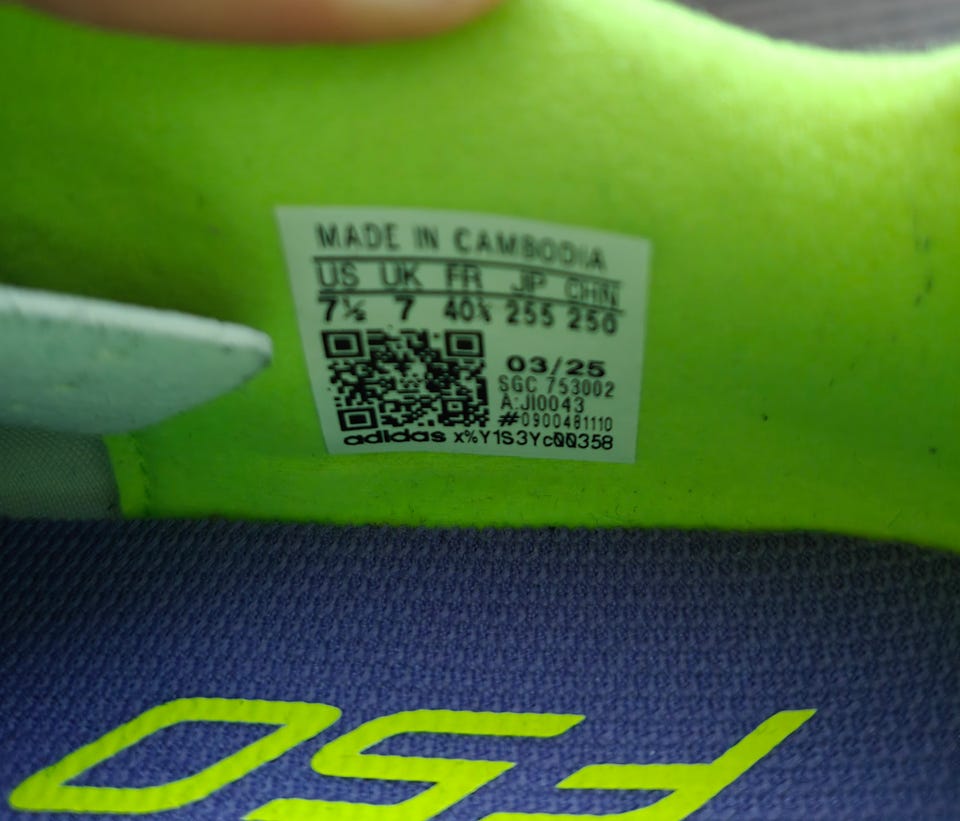 MADE IN CAMBODIA
US UK FR JP CHN
7½ 7 40⅔ 255 250
03/25
SGC 753002
A:JI0043
#0900481110
adidas x%Y1S3Yc00358
F50